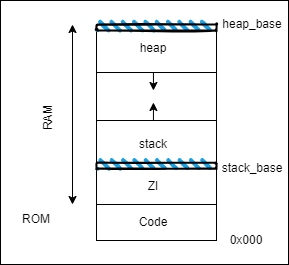 heap_base
heap
RAM
stack
stack_base
ZI
ROM
Code
0x000